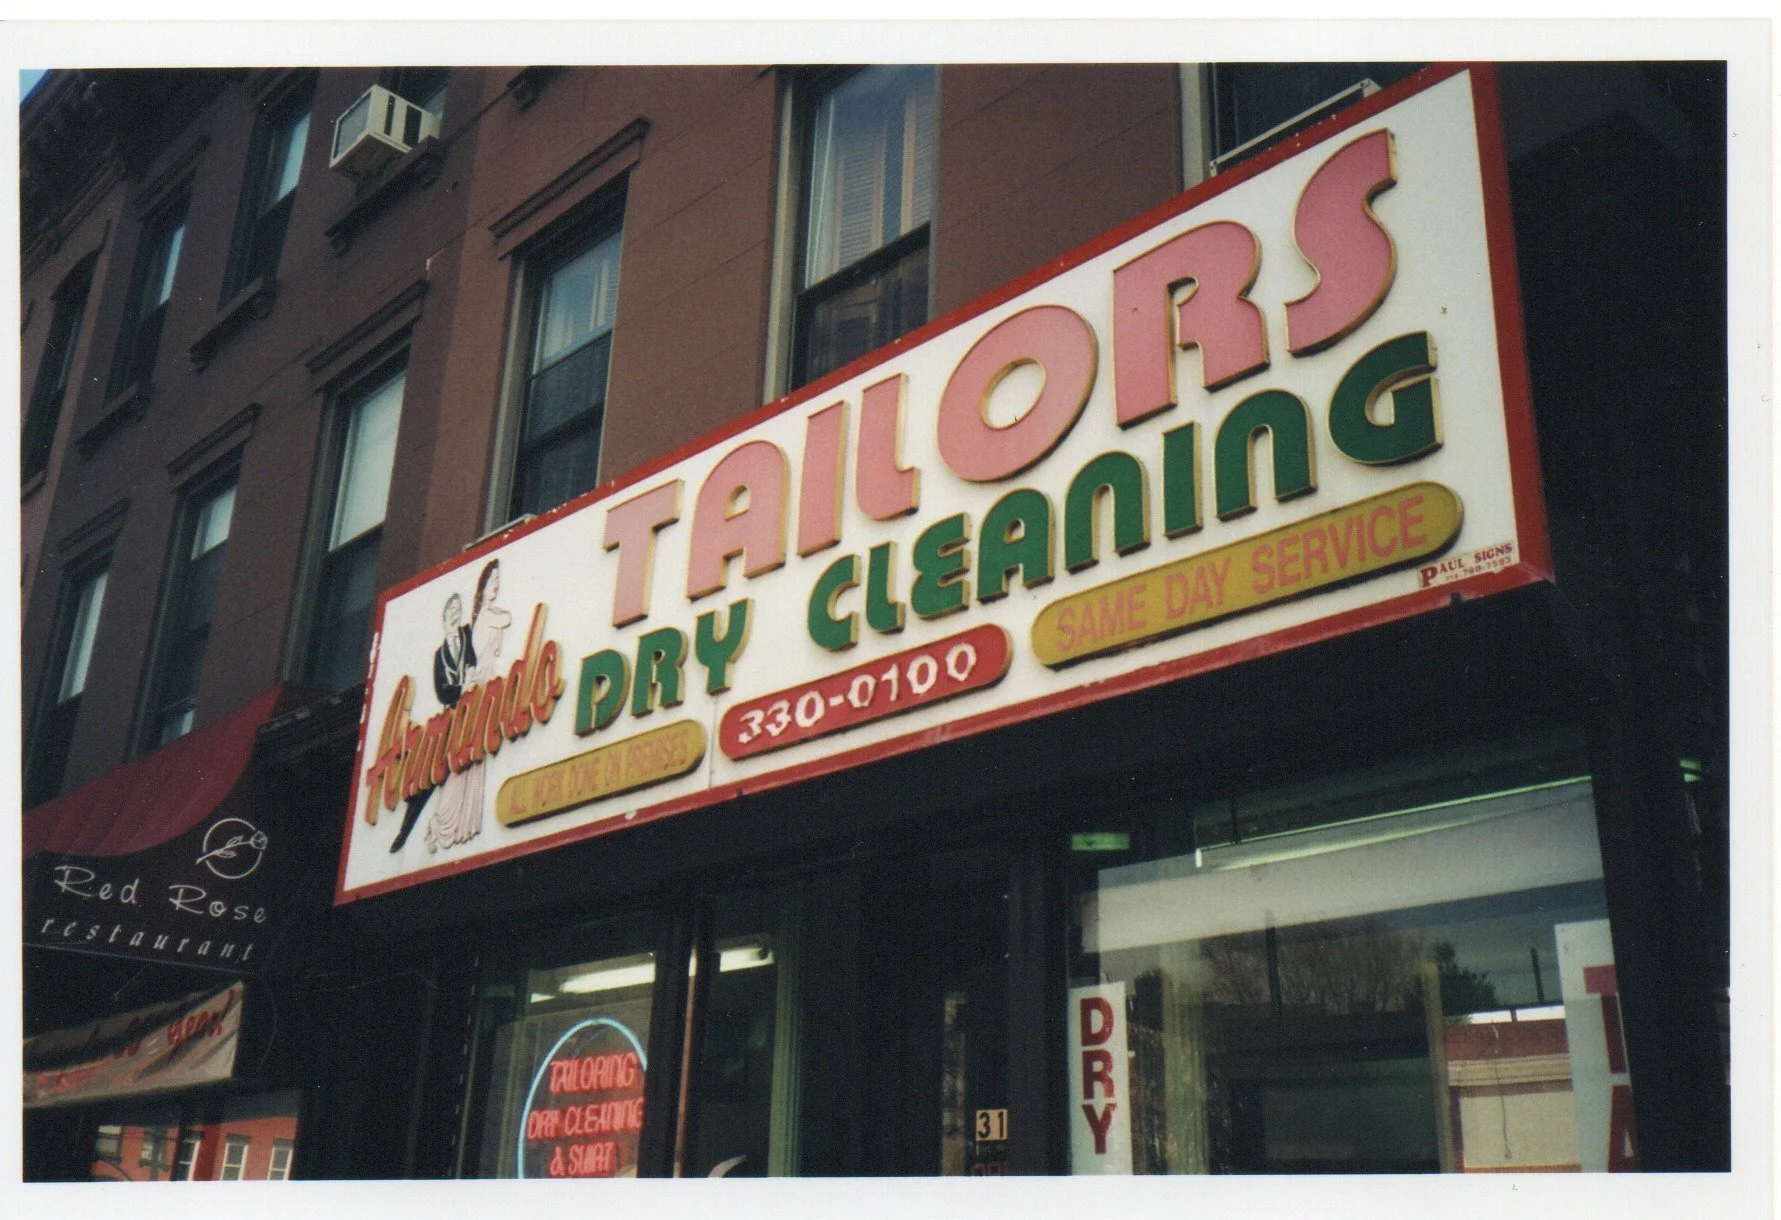 TAILORS
Armando DRY CLEANING
ALL WORK DONE ON PREMISES
330-0100
SAME DAY SERVICE
PAUL SIGNS
Red Rose
restaurant
TAILORING
DRY CLEANING
& SHIRT
31
DRY
TA